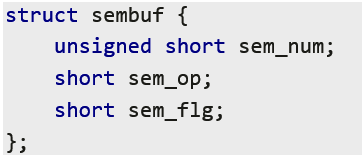 struct sembuf {
    unsigned short sem_num;
    short sem_op;
    short sem_flg;
};